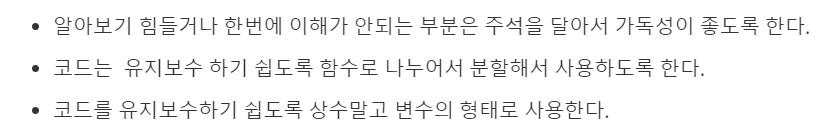 • 알아보기 힘들거나 한번에 이해가 안되는 부분은 주석을 달아서 가독성이 좋도록 한다.
• 코드는  유지보수 하기 쉽도록 함수로 나누어서 분할해서 사용하도록 한다.
• 코드를 유지보수하기 쉽도록 상수말고 변수의 형태로 사용한다.